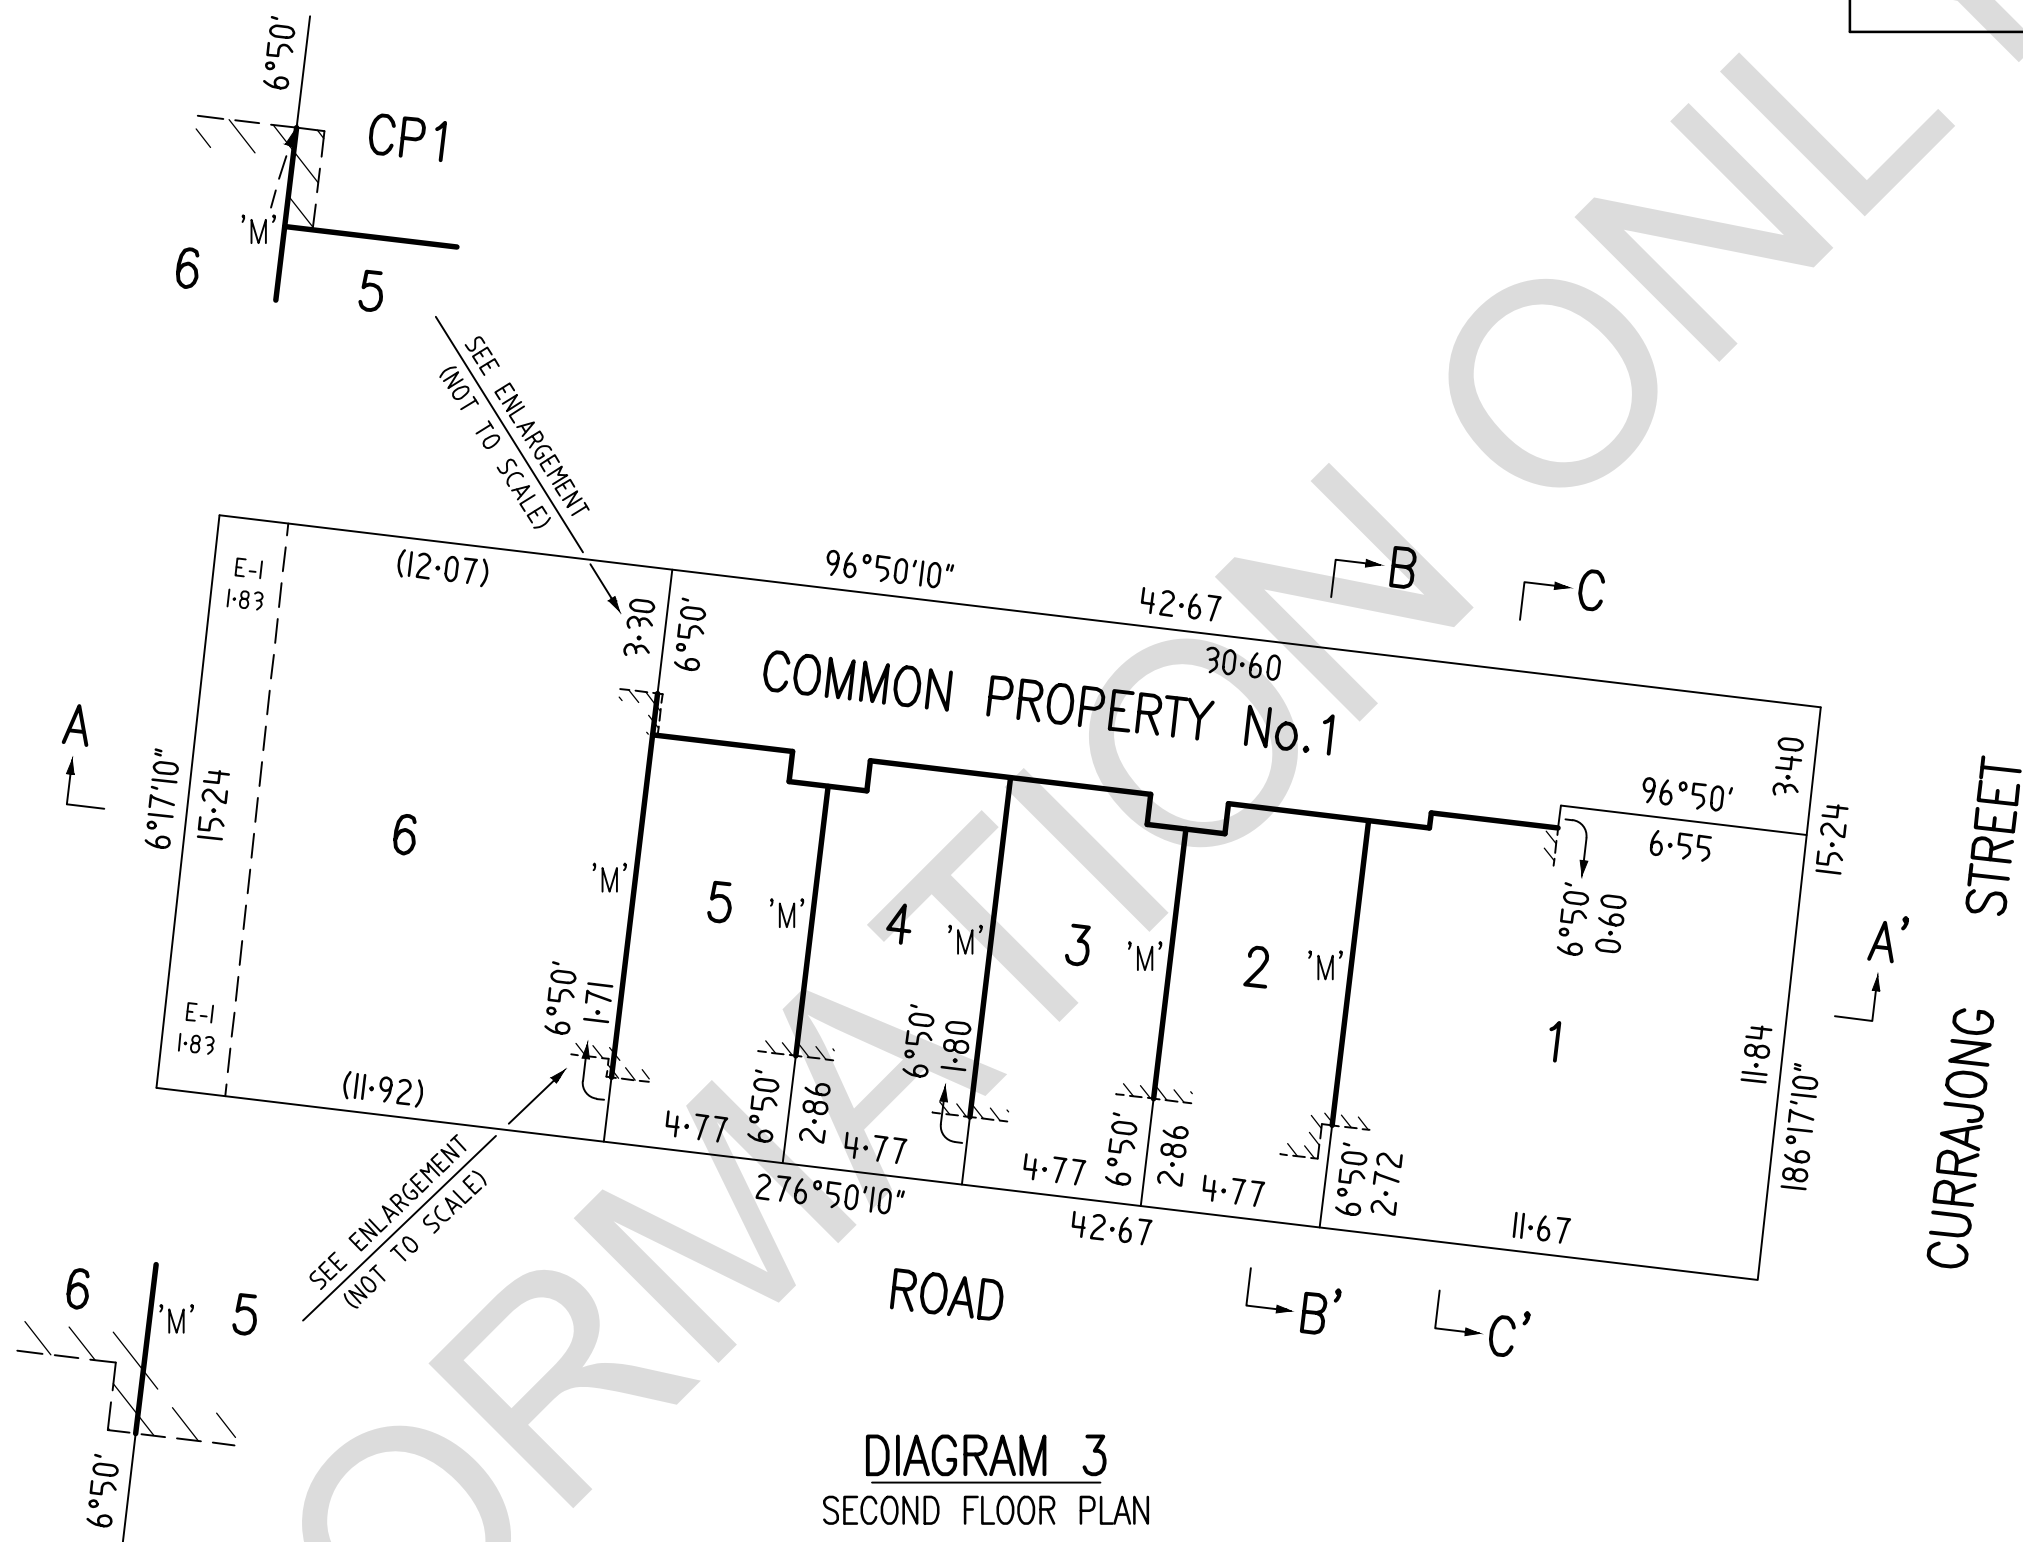 6°50'
CP1
'M'
6
5
SEE ENLARGEMENT
(NOT TO SCALE)
E-1
1·83
(12·07)
96°50'10"
42·67
30·60
B
C
3·30
6°50'
COMMON PROPERTY No.1
A
6°17'10"
15·24
6
'M'
5
'M'
4
'M'
3
'M'
2
'M'
1
96°50'
6·55
3·40
15·24
6°50'
0·60
A'
CURRAJONG STREET
E-1
1·83
(11·92)
6°50'
1·71
4·77
6°50'
2·86
4·77
6°50'
1·80
4·77
6°50'
2·86
4·77
6°50'
2·72
11·67
11·84
186°17'10"
276°50'10"
42·67
ROAD
B'
C'
SEE ENLARGEMENT
(NOT TO SCALE)
6
'M'
5
6°50'
DIAGRAM 3
SECOND FLOOR PLAN
ORMATION ONLY